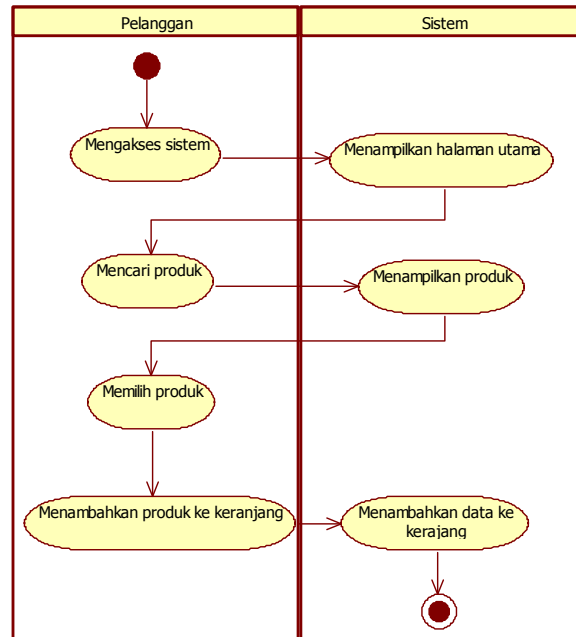 Pelanggan
Sistem
Mengakses sistem
Menampilkan halaman utama
Mencari produk
Menampilkan produk
Memilih produk
Menambahkan produk ke keranjang
Menambahkan data ke
kerajang